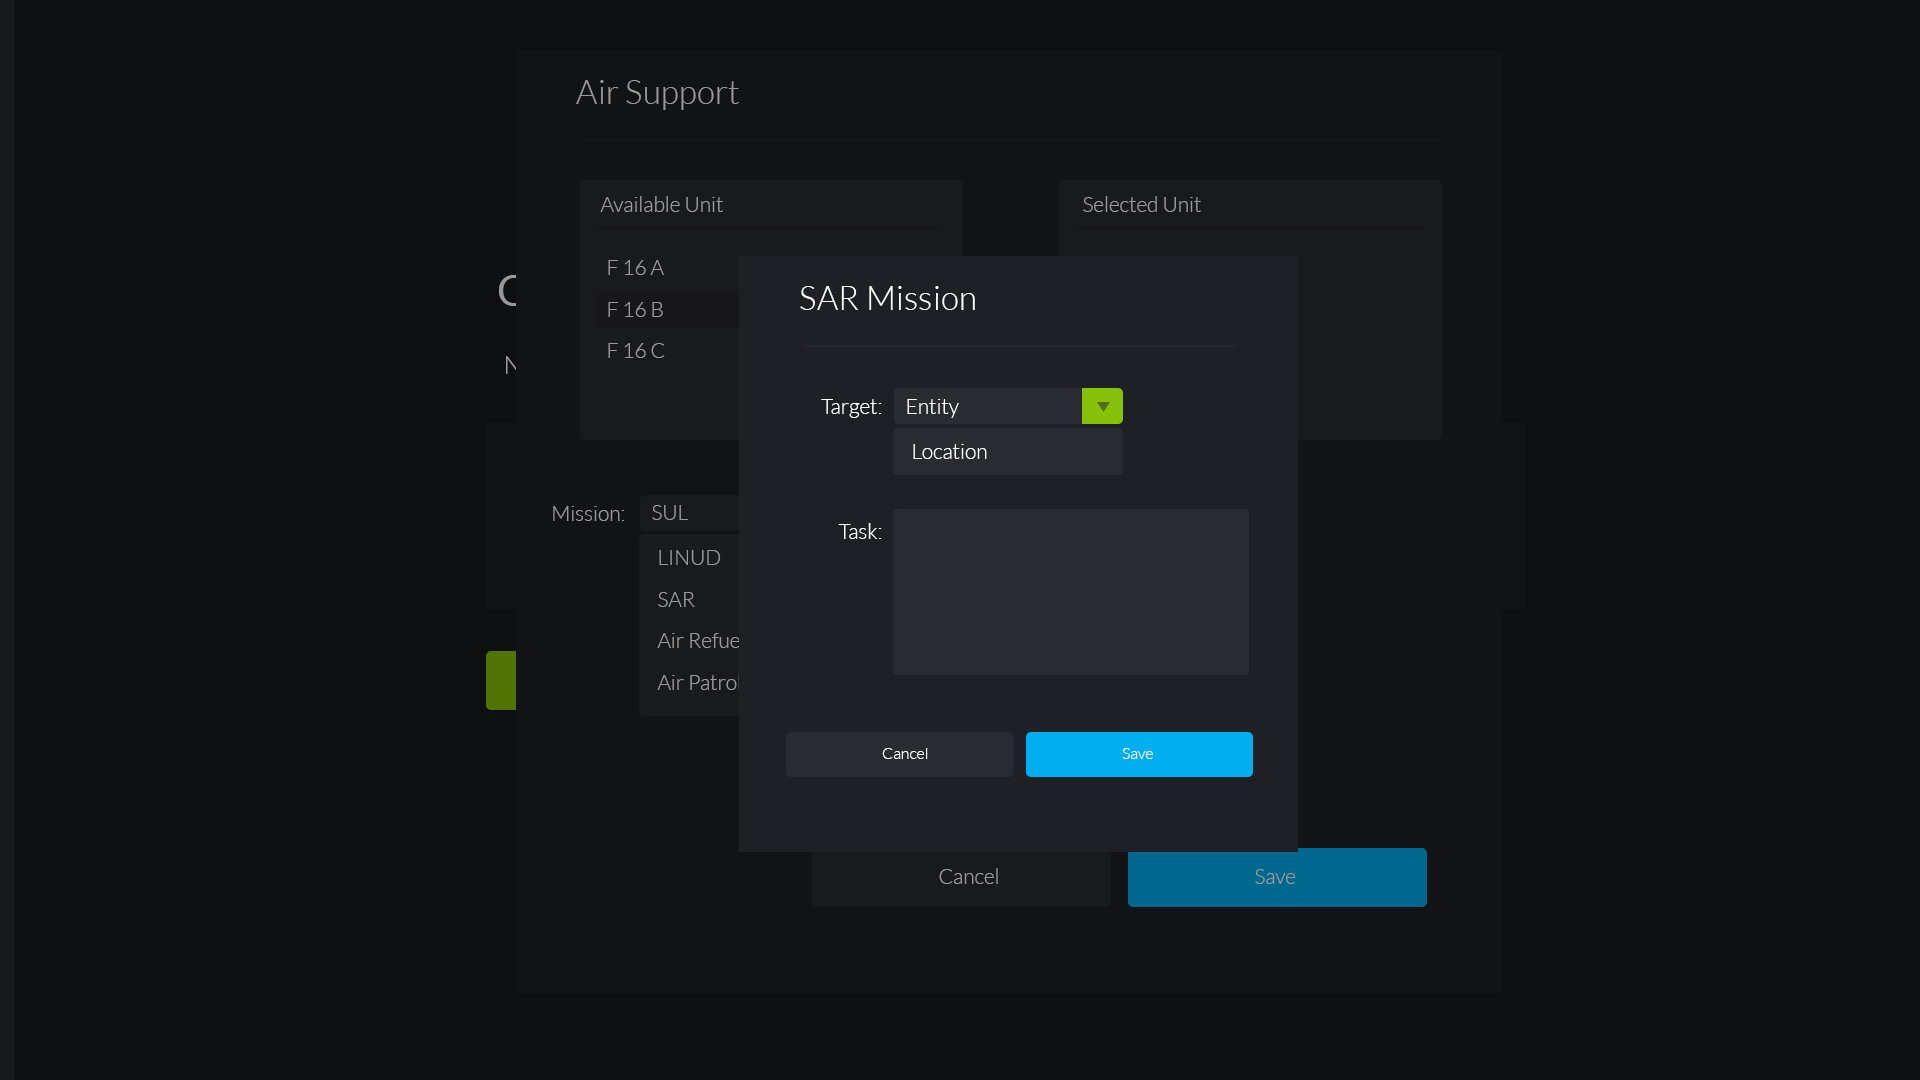 Air Support
Available Unit
Selected Unit
F 16 A
F 16 B
F 16 C
SAR Mission
Target: Entity
Location
Mission: SUL
LINUD
SAR
Air Refue
Air Patrol
Task:
Cancel Save
Cancel Save